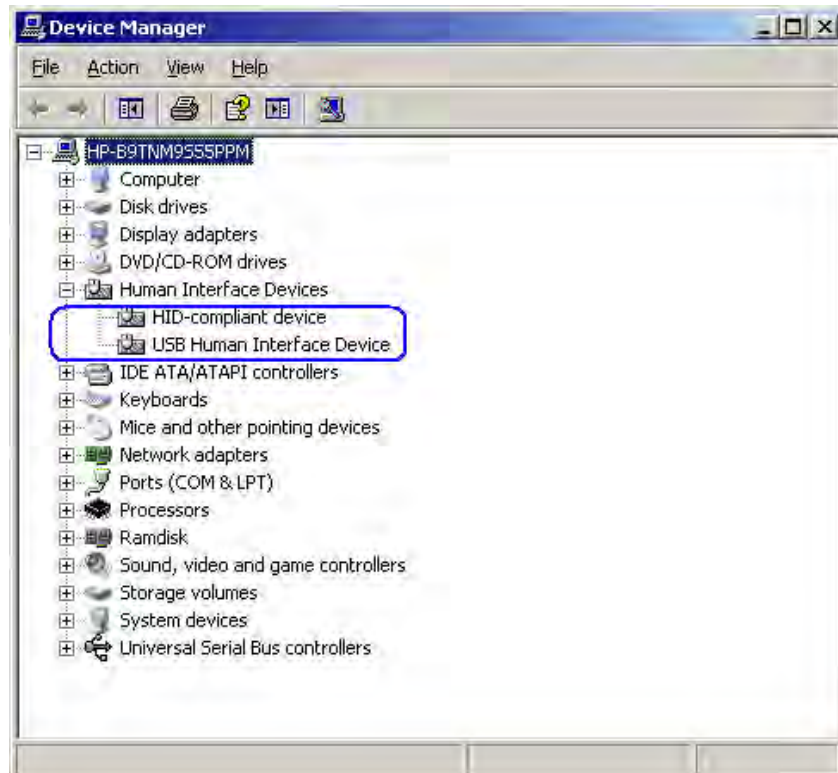 Device Manager
File Action View Help
HP-B9TNM9S55PPM
Computer
Disk drives
Display adapters
DVD/CD-ROM drives
Human Interface Devices
HID-compliant device
USB Human Interface Device
IDE ATA/ATAPI controllers
Keyboards
Mice and other pointing devices
Network adapters
Ports (COM & LPT)
Processors
Ramdisk
Sound, video and game controllers
Storage volumes
System devices
Universal Serial Bus controllers